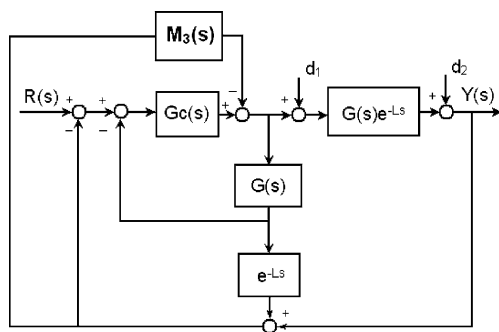 M₃(s)
d₁
d₂
R(s)
+
+
−
+
+
+
Y(s)
Gc(s)
G(s)e⁻ᴸˢ
−
−
G(s)
e⁻ᴸˢ
+
+